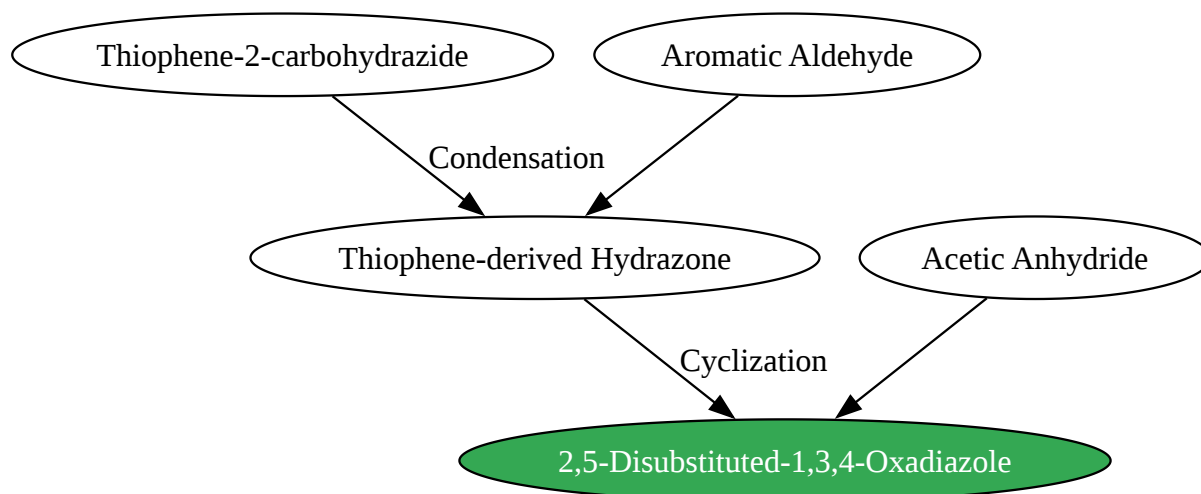 Thiophene-2-carbohydrazide
Aromatic Aldehyde
Condensation
Thiophene-derived Hydrazone
Acetic Anhydride
Cyclization
2,5-Disubstituted-1,3,4-Oxadiazole